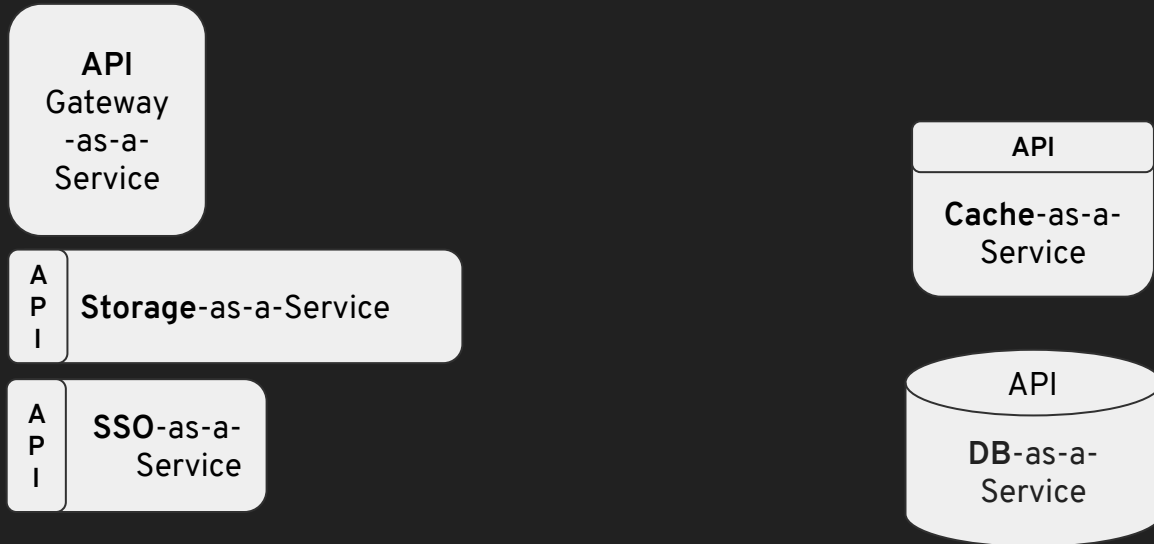 API
Gateway
-as-a-
Service
A
P
I
Storage-as-a-Service
A
P
I
SSO-as-a-
Service
API
Cache-as-a-
Service
API
DB-as-a-
Service